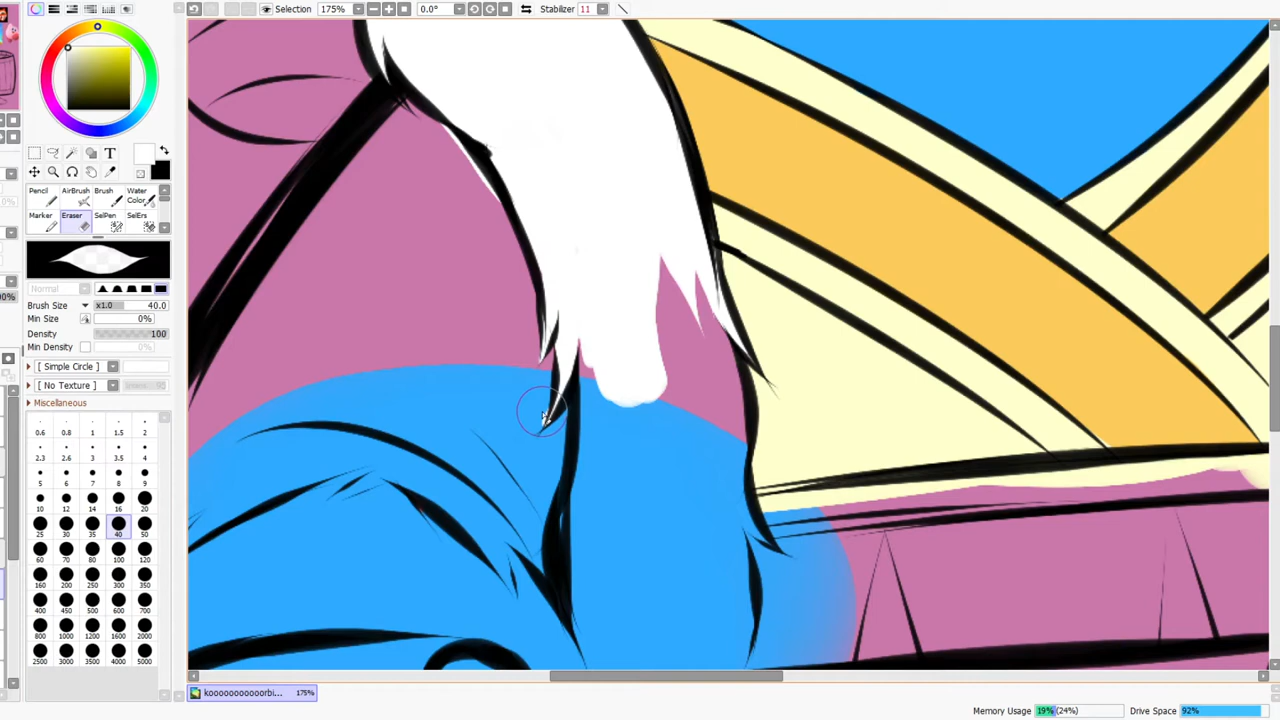 Selection 175% 0.0° Stabilizer 11
T
Pencil AirBrush Brush Water Color
Marker Eraser SelPen SelErs
Normal
Brush Size x1.0 40.0
Min Size 0%
Density 100
Min Density 0%
[ Simple Circle ]
[ No Texture ] 95
Miscellaneous
0.6 0.8 1 1.5 2
2.3 2.6 3 3.5 4
5 6 7 8 9
10 12 14 16 20
25 30 35 40 50
60 70 80 100 120
160 200 250 300 350
400 450 500 600 700
800 1000 1200 1600 2000
2500 3000 3500 4000 5000
kooooooooooorbi... 175%
Memory Usage 19% (24%) Drive Space 92%